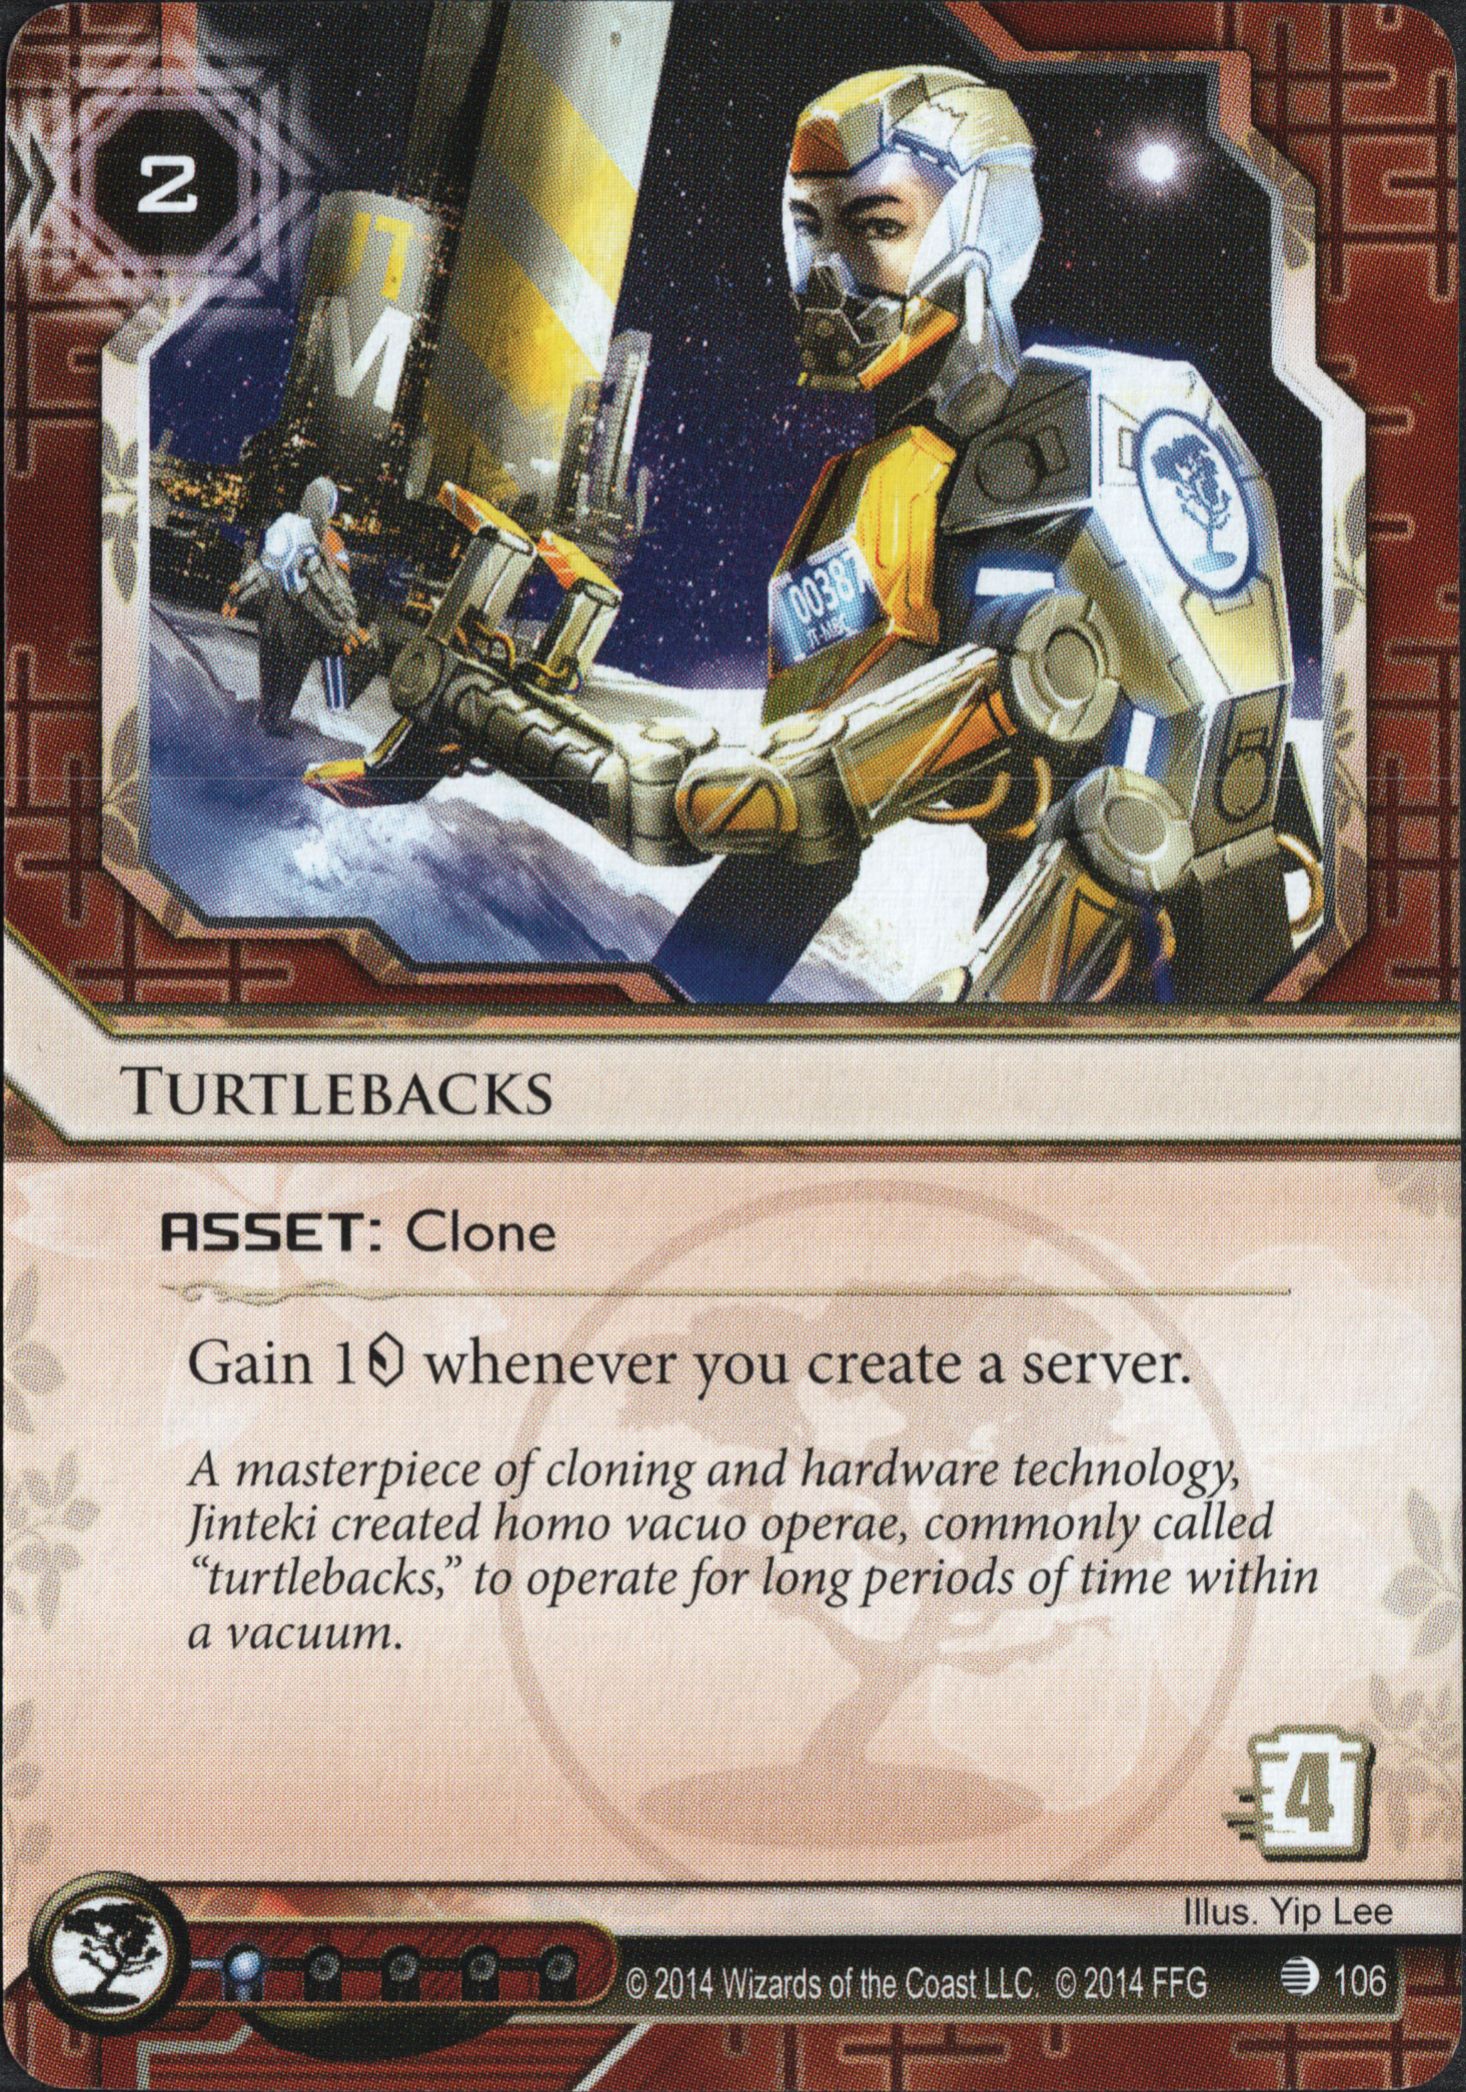 2
IT
M
00387
TURTLEBACKS
ASSET: Clone
Gain 1 whenever you create a server.
A masterpiece of cloning and hardware technology,
Jinteki created homo vacuo operae, commonly called
“turtlebacks,” to operate for long periods of time within
a vacuum.
4
Illus. Yip Lee
© 2014 Wizards of the Coast LLC. © 2014 FFG
106